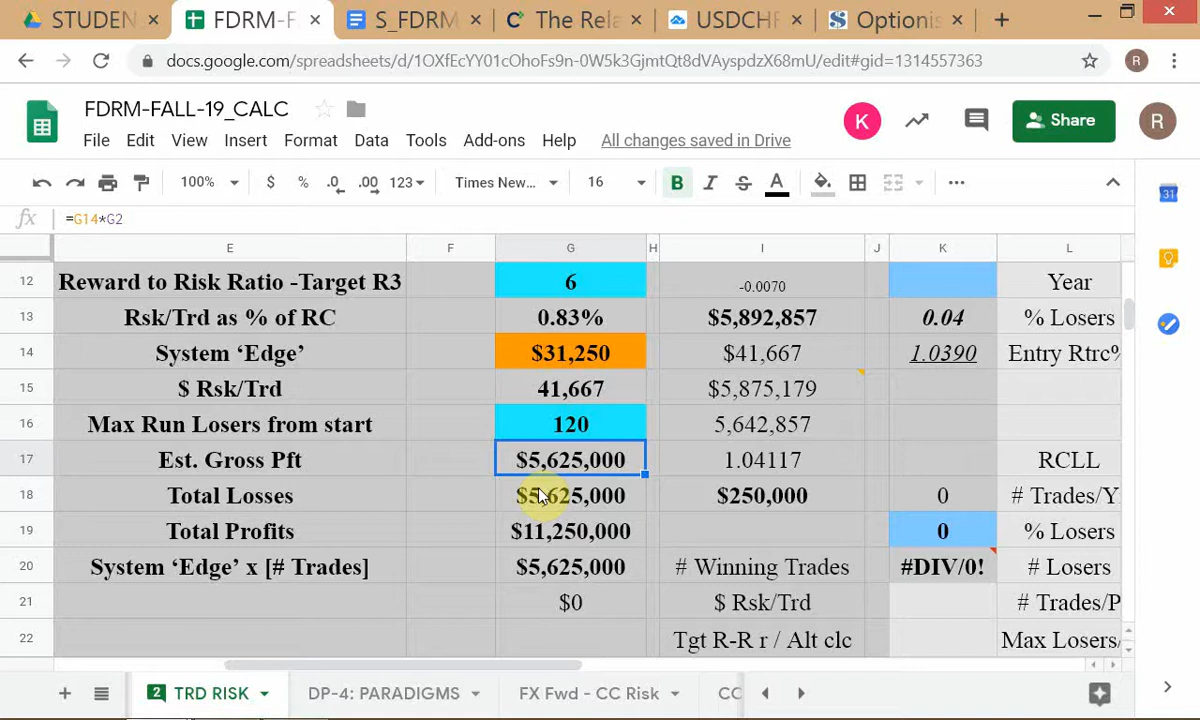 STUDEN × FDRM-F × S_FDRM × The Rela × USDCHF × Optionis × +
docs.google.com/spreadsheets/d/1OXfEcYY01cOhoFs9n-0W5k3GjmtQt8dVAyspdzX68mU/edit#gid=1314557363 R
FDRM-FALL-19_CALC
File Edit View Insert Format Data Tools Add-ons Help All changes saved in Drive K Share R
100% $ % .0 .00 123 Times New... 16 B I S A ...
fx =G14*G2 31
E F G H I J K L
12 Reward to Risk Ratio -Target R3 6 -0.0070 Year
13 Rsk/Trd as % of RC 0.83% $5,892,857 0.04 % Losers
14 System ‘Edge’ $31,250 $41,667 1.0390 Entry Rtrc%
15 $ Rsk/Trd 41,667 $5,875,179
16 Max Run Losers from start 120 5,642,857
17 Est. Gross Pft $5,625,000 1.04117 RCLL
18 Total Losses $5,625,000 $250,000 0 # Trades/Y
19 Total Profits $11,250,000 0 % Losers
20 System ‘Edge’ x [# Trades] $5,625,000 # Winning Trades #DIV/0! # Losers
21 $0 $ Rsk/Trd # Trades/P
22 Tgt R-R r / Alt clc Max Losers/
+ 2 TRD RISK DP-4: PARADIGMS FX Fwd - CC Risk CC